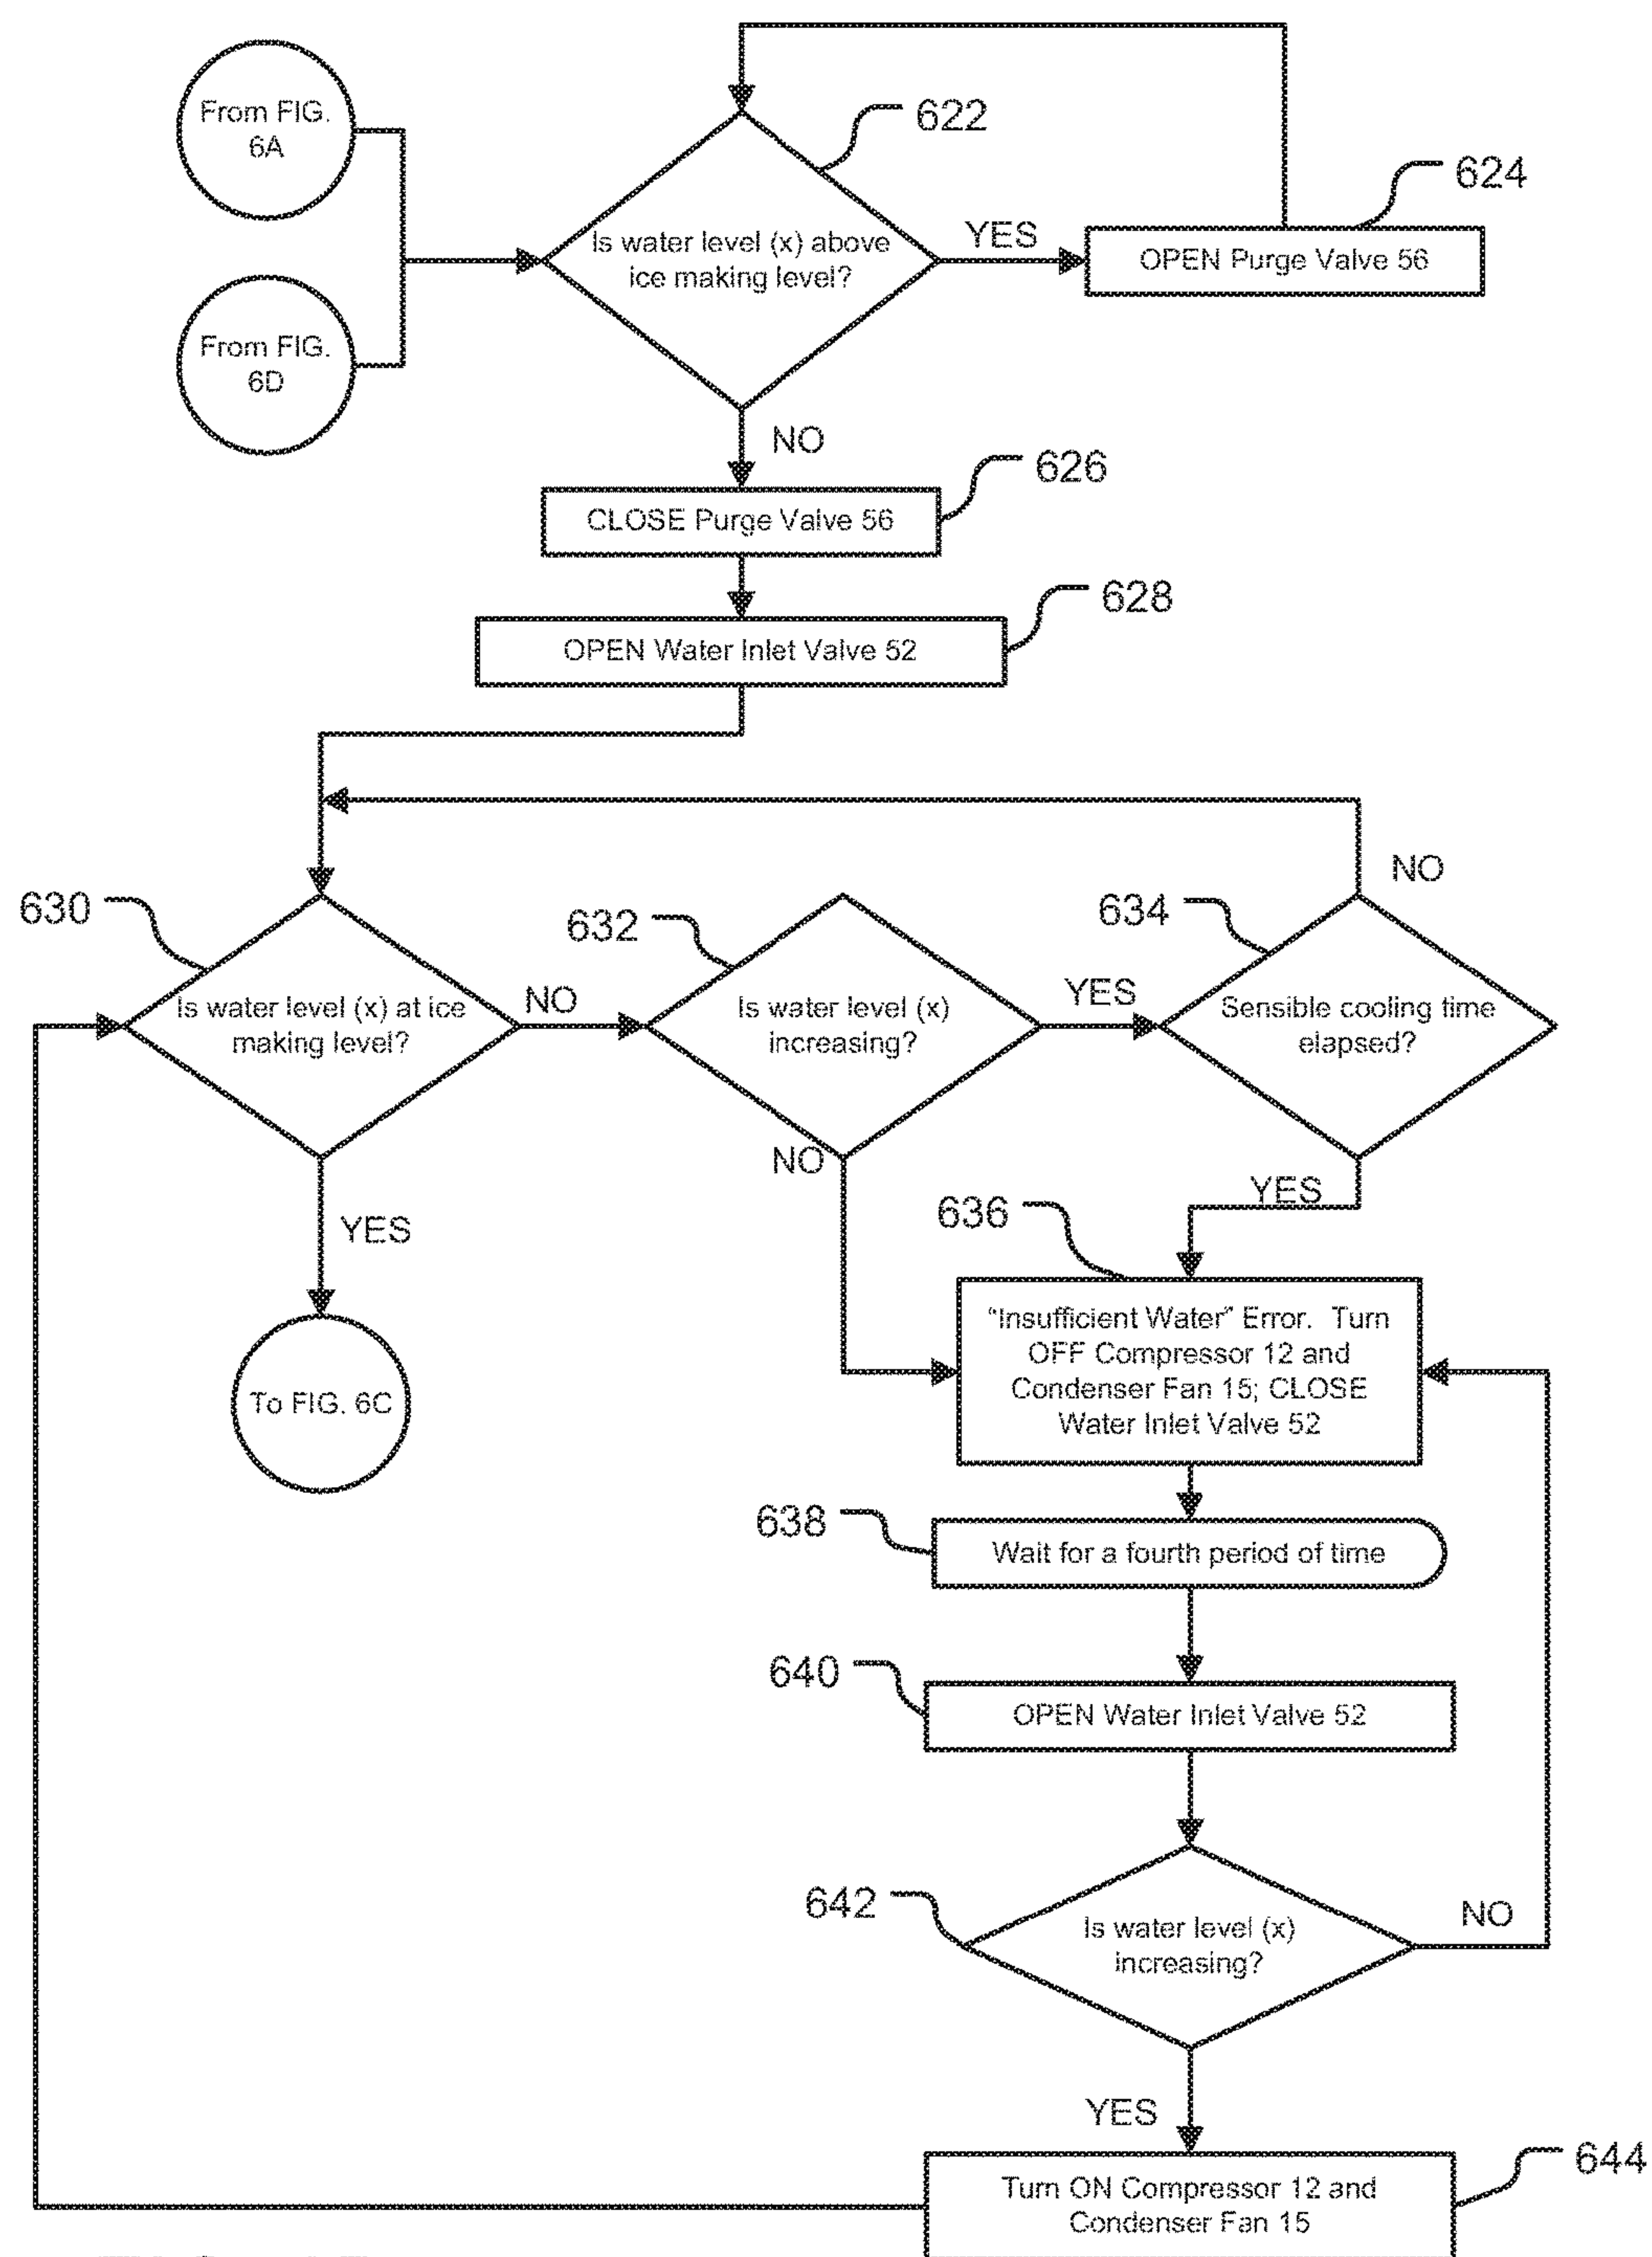 From FIG.
6A
622
624
Is water level (x) above
ice making level?
YES
OPEN Purge Valve 56
From FIG.
6D
NO
626
CLOSE Purge Valve 56
628
OPEN Water Inlet Valve 52
NO
630
632
634
Is water level (x) at ice
making level?
NO
Is water level (x)
increasing?
YES
Sensible cooling time
elapsed?
NO
YES
YES
636
"Insufficient Water" Error. Turn
OFF Compressor 12 and
Condenser Fan 15; CLOSE
Water Inlet Valve 52
To FIG. 6C
638
Wait for a fourth period of time
640
OPEN Water Inlet Valve 52
642
Is water level (x)
increasing?
NO
YES
644
Turn ON Compressor 12 and
Condenser Fan 15